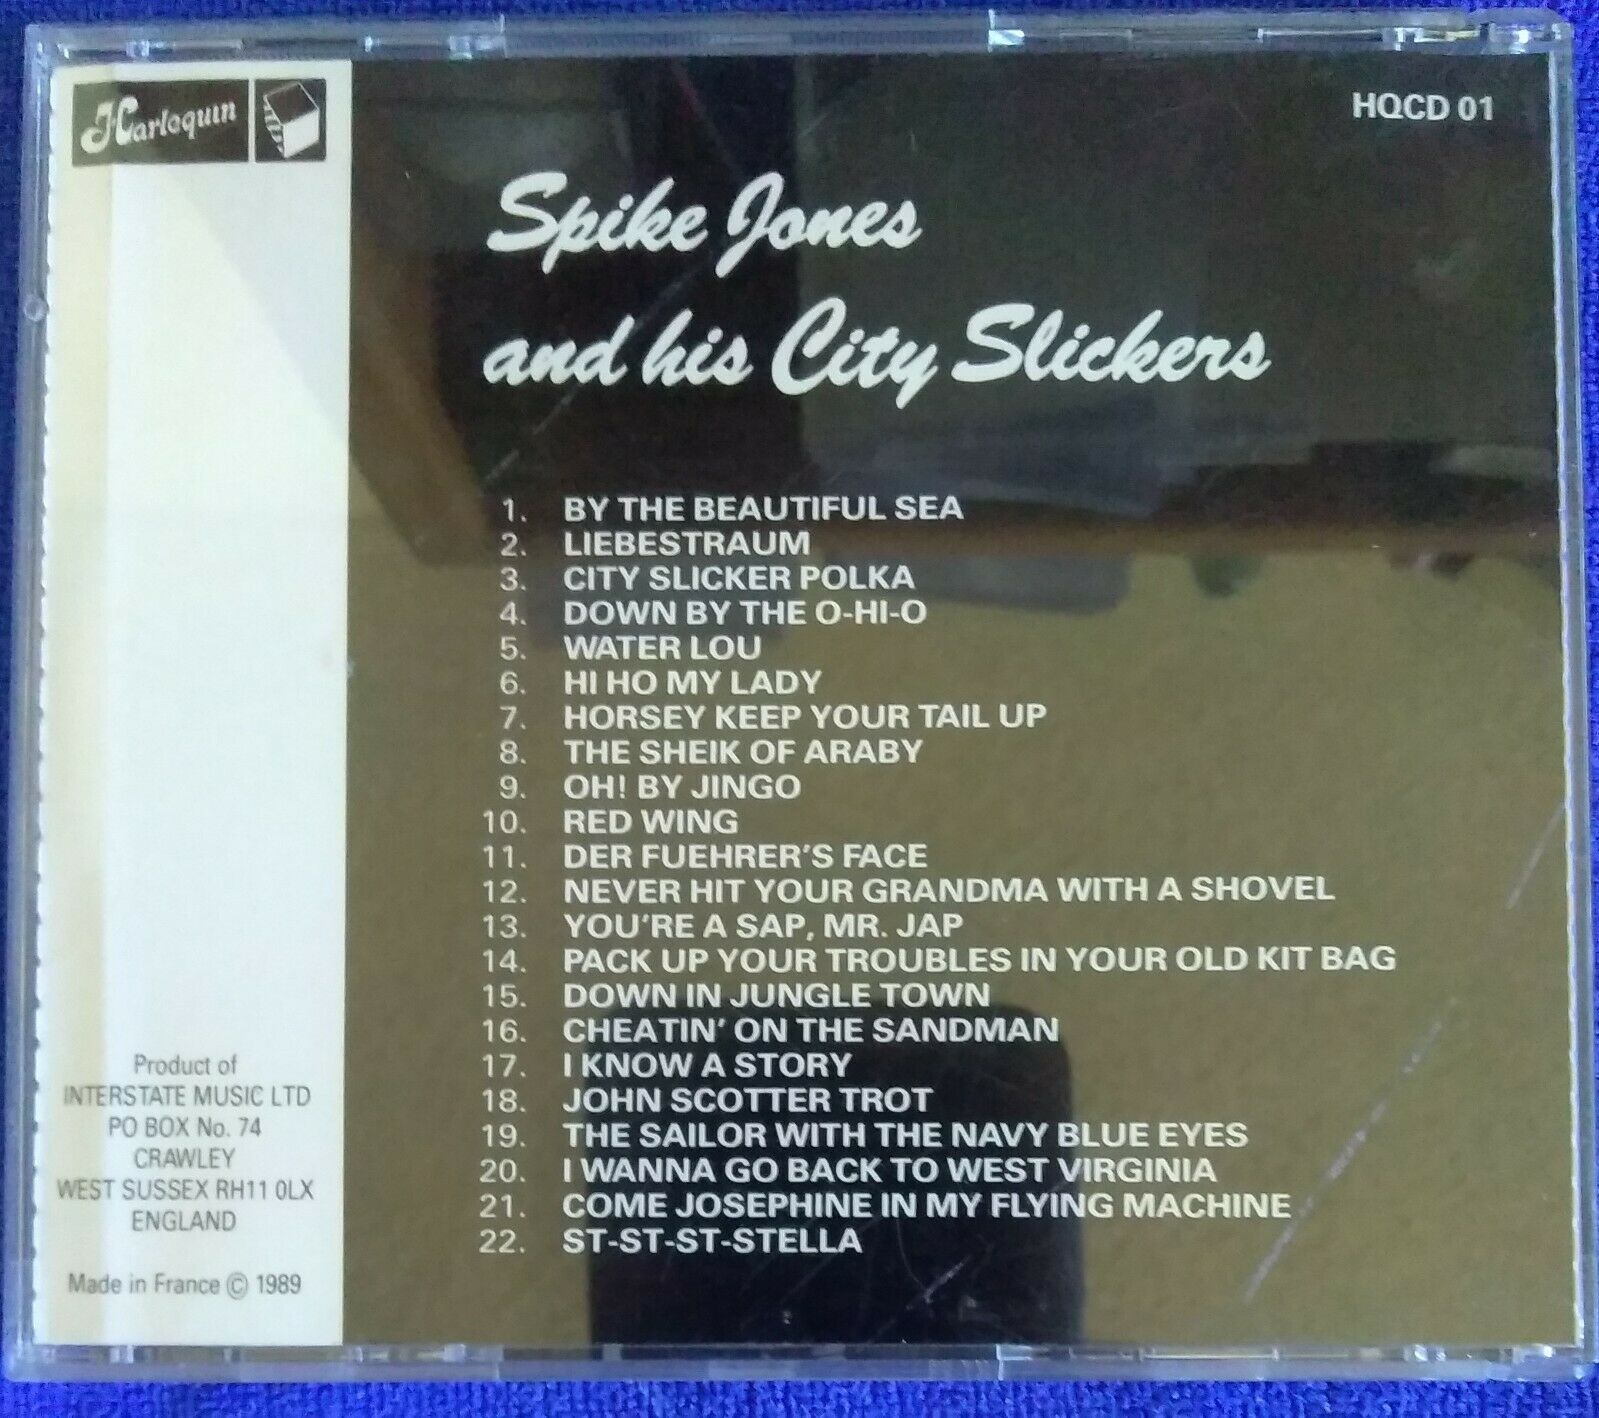 Harlequin
HQCD 01
Spike Jones
and his City Slickers
1. BY THE BEAUTIFUL SEA
2. LIEBESTRAUM
3. CITY SLICKER POLKA
4. DOWN BY THE O-HI-O
5. WATER LOU
6. HI HO MY LADY
7. HORSEY KEEP YOUR TAIL UP
8. THE SHEIK OF ARABY
9. OH! BY JINGO
10. RED WING
11. DER FUEHRER'S FACE
12. NEVER HIT YOUR GRANDMA WITH A SHOVEL
13. YOU'RE A SAP, MR. JAP
14. PACK UP YOUR TROUBLES IN YOUR OLD KIT BAG
15. DOWN IN JUNGLE TOWN
16. CHEATIN' ON THE SANDMAN
17. I KNOW A STORY
18. JOHN SCOTTER TROT
19. THE SAILOR WITH THE NAVY BLUE EYES
20. I WANNA GO BACK TO WEST VIRGINIA
21. COME JOSEPHINE IN MY FLYING MACHINE
22. ST-ST-ST-STELLA
Product of
INTERSTATE MUSIC LTD
PO BOX No. 74
CRAWLEY
WEST SUSSEX RH11 0LX
ENGLAND
Made in France © 1989